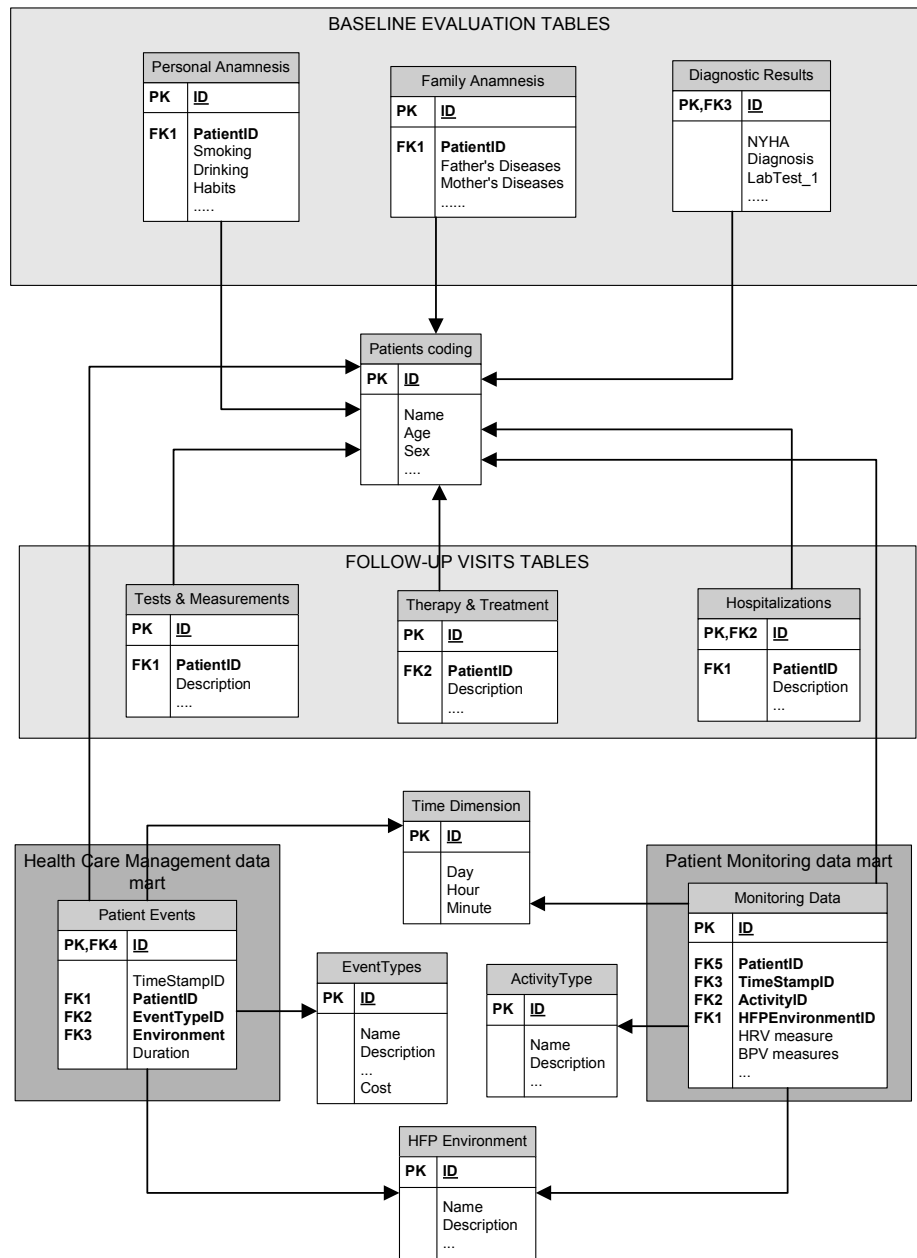 BASELINE EVALUATION TABLES
Personal Anamnesis
PK ID
FK1 PatientID
Smoking
Drinking
Habits
.....
Family Anamnesis
PK ID
FK1 PatientID
Father's Diseases
Mother's Diseases
......
Diagnostic Results
PK,FK3 ID
NYHA
Diagnosis
LabTest_1
.....
Patients coding
PK ID
Name
Age
Sex
....
FOLLOW-UP VISITS TABLES
Tests & Measurements
PK ID
FK1 PatientID
Description
....
Therapy & Treatment
PK ID
FK2 PatientID
Description
....
Hospitalizations
PK,FK2 ID
FK1 PatientID
Description
...
Time Dimension
PK ID
Day
Hour
Minute
Health Care Management data
mart
Patient Events
PK,FK4 ID
TimeStampID
FK1 PatientID
FK2 EventTypeID
FK3 Environment
Duration
EventTypes
PK ID
Name
Description
...
Cost
ActivityType
PK ID
Name
Description
...
Patient Monitoring data mart
Monitoring Data
PK ID
FK5 PatientID
FK3 TimeStampID
FK2 ActivityID
FK1 HFPEnvironmentID
HRV measure
BPV measures
...
HFP Environment
PK ID
Name
Description
...